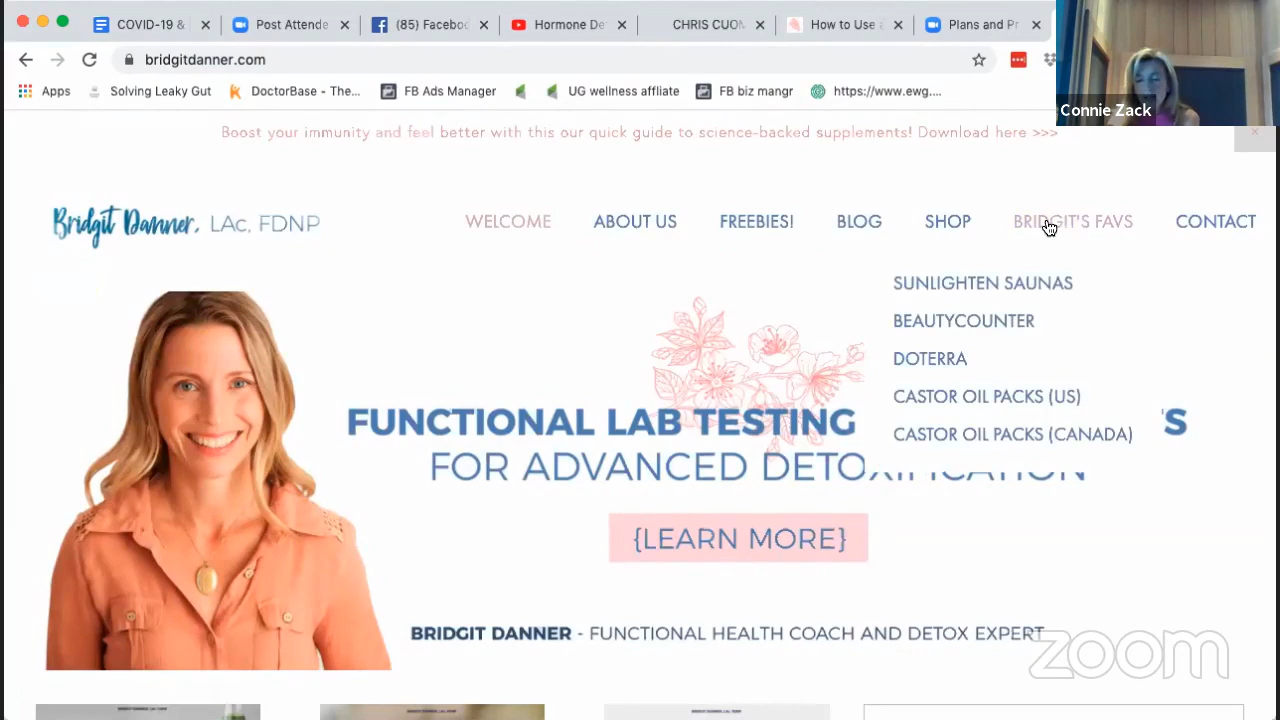 COVID-19 &
Post Attende
(85) Faceboo
Hormone De
CHRIS CUOM
How to Use a
Plans and Pr
bridgitdanner.com
Apps
Solving Leaky Gut
DoctorBase - The...
FB Ads Manager
UG wellness affliate
FB biz mangr
https://www.ewg....
Connie Zack
Boost your immunity and feel better with this our quick guide to science-backed supplements! Download here >>>
Bridgit Danner, LAc, FDNP
WELCOME
ABOUT US
FREEBIES!
BLOG
SHOP
BRIDGIT'S FAVS
CONTACT
SUNLIGHTEN SAUNAS
BEAUTYCOUNTER
DOTERRA
CASTOR OIL PACKS (US)
CASTOR OIL PACKS (CANADA)
FUNCTIONAL LAB TESTING
FOR ADVANCED DETOXIFICATION
{LEARN MORE}
BRIDGIT DANNER - FUNCTIONAL HEALTH COACH AND DETOX EXPERT
zoom